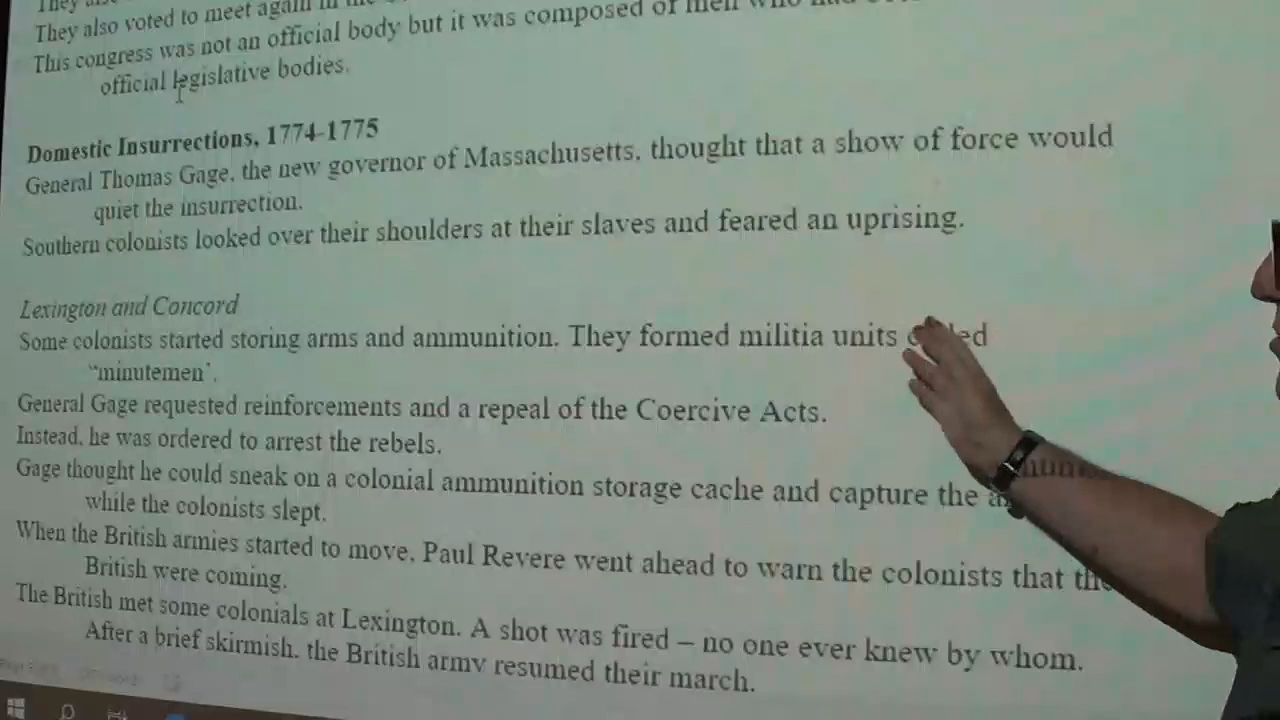 They also voted to meet again in the
This congress was not an official body but it was composed of men who had
official legislative bodies.
Domestic Insurrections, 1774-1775
General Thomas Gage, the new governor of Massachusetts, thought that a show of force would
quiet the insurrection.
Southern colonists looked over their shoulders at their slaves and feared an uprising.
Lexington and Concord
Some colonists started storing arms and ammunition. They formed militia units called
"minutemen".
General Gage requested reinforcements and a repeal of the Coercive Acts.
Instead, he was ordered to arrest the rebels.
Gage thought he could sneak on a colonial ammunition storage cache and capture the
while the colonists slept.
When the British armies started to move, Paul Revere went ahead to warn the colonists that the
British were coming.
The British met some colonials at Lexington. A shot was fired – no one ever knew by whom.
After a brief skirmish, the British army resumed their march.